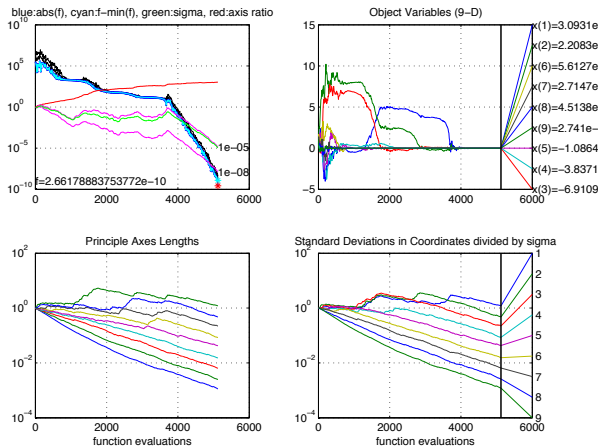 blue:abs(f), cyan:f−min(f), green:sigma, red:axis ratio
10^10
10^5
10^0
10^−5
10^−10
0 2000 4000 6000
1e−05
1e−08
f=2.66178883753772e−10
Object Variables (9−D)
15
10
5
0
−5
0 2000 4000 6000
x(1)=3.0931e
x(2)=2.2083e
x(6)=5.6127e
x(7)=2.7147e
x(8)=4.5138e
x(9)=2.741e−
x(5)=−1.0864
x(4)=−3.8371
x(3)=−6.9109
Principle Axes Lengths
10^2
10^0
10^−2
10^−4
0 2000 4000 6000
function evaluations
Standard Deviations in Coordinates divided by sigma
10^2
10^0
10^−2
10^−4
0 2000 4000 6000
1
2
3
4
5
6
7
8
9
function evaluations